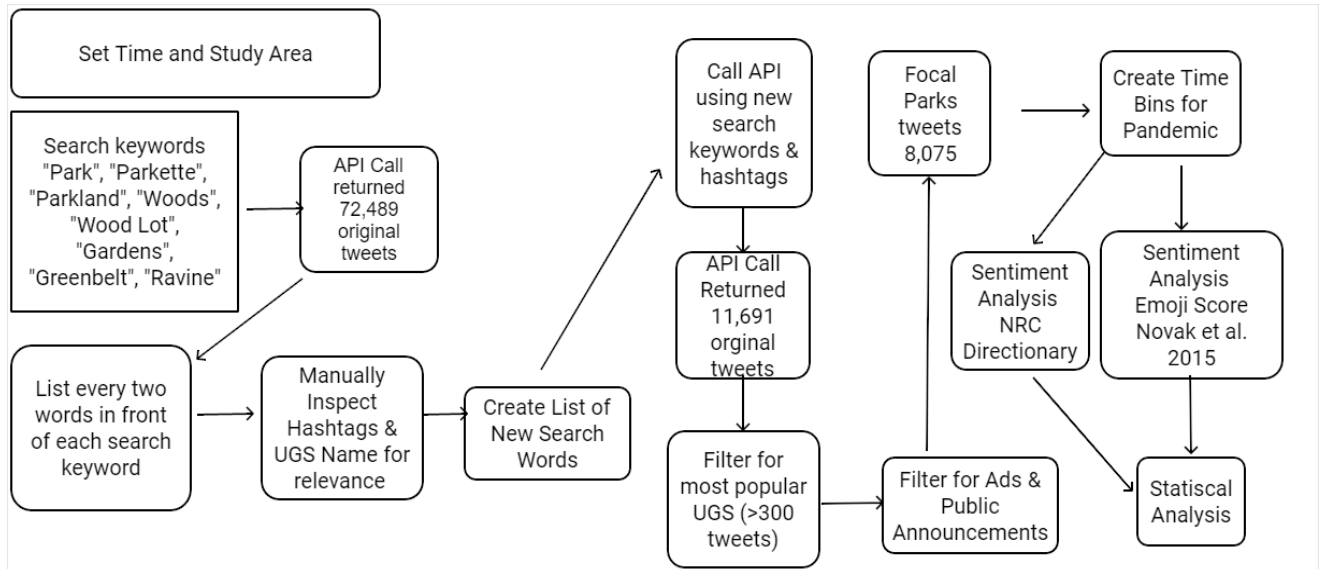 Set Time and Study Area
Search keywords
"Park", "Parkette",
"Parkland", "Woods",
"Wood Lot",
"Gardens",
"Greenbelt", "Ravine"
API Call
returned
72,489
original
tweets
List every two
words in front
of each search
keyword
Manually
Inspect
Hashtags &
UGS Name for
relevance
Create List of
New Search
Words
Call API
using new
search
keywords &
hashtags
API Call
Returned
11,691
orginal
tweets
Filter for
most popular
UGS (>300
tweets)
Filter for Ads &
Public
Announcements
Focal
Parks
tweets
8,075
Create Time
Bins for
Pandemic
Sentiment
Analysis
NRC
Directionary
Sentiment
Analysis
Emoji Score
Novak et al.
2015
Statiscal
Analysis